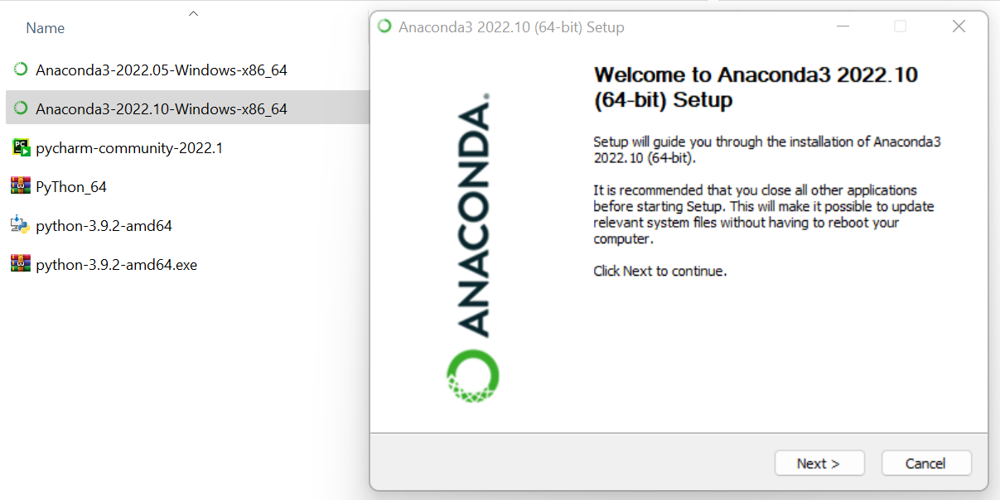 Name
Anaconda3-2022.05-Windows-x86_64
Anaconda3-2022.10-Windows-x86_64
pycharm-community-2022.1
PyThon_64
python-3.9.2-amd64
python-3.9.2-amd64.exe
Anaconda3 2022.10 (64-bit) Setup
ANACONDA.
Welcome to Anaconda3 2022.10
(64-bit) Setup
Setup will guide you through the installation of Anaconda3
2022.10 (64-bit).
It is recommended that you close all other applications
before starting Setup. This will make it possible to update
relevant system files without having to reboot your
computer.
Click Next to continue.
Next >
Cancel